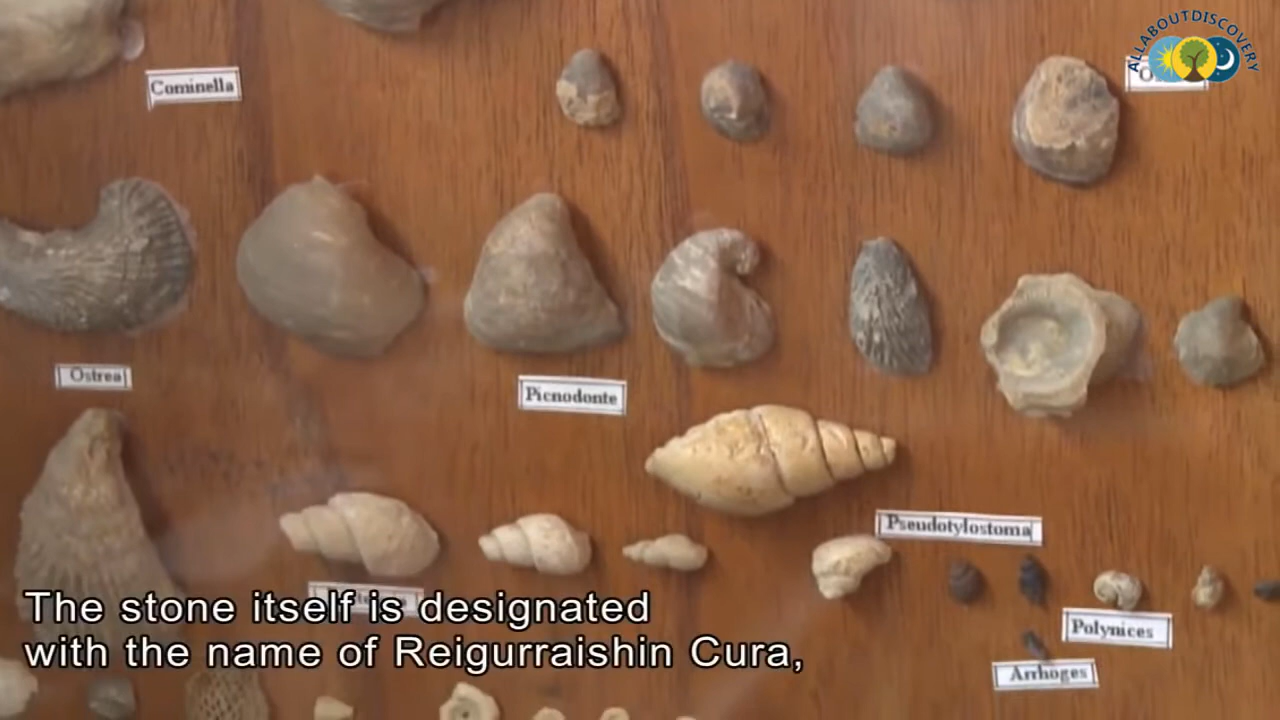 ALLABOUTDISCOVERY
Cominella
Ostrea
Picnodonte
Pseudotylostoma
Polynices
Arrhoges
The stone itself is designated
with the name of Reigurraishin Cura,